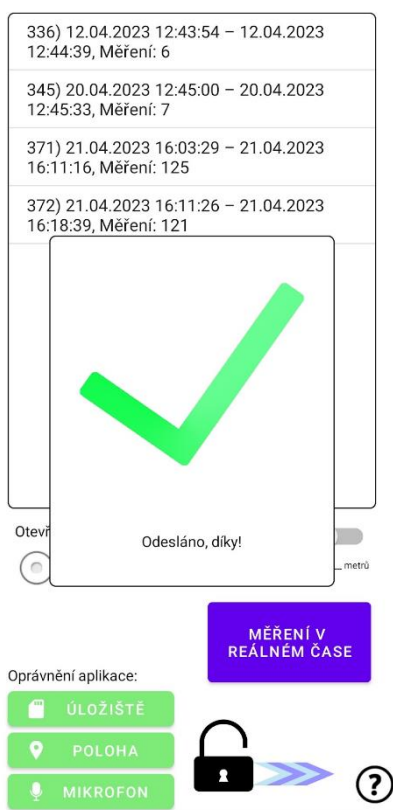 336) 12.04.2023 12:43:54 – 12.04.2023
12:44:39, Měření: 6
345) 20.04.2023 12:45:00 – 20.04.2023
12:45:33, Měření: 7
371) 21.04.2023 16:03:29 – 21.04.2023
16:11:16, Měření: 125
372) 21.04.2023 16:11:26 – 21.04.2023
16:18:39, Měření: 121
Odesláno, díky!
metrů
MĚŘENÍ V
REÁLNÉM ČASE
Oprávnění aplikace:
ÚLOŽIŠTĚ
POLOHA
MIKROFON
?